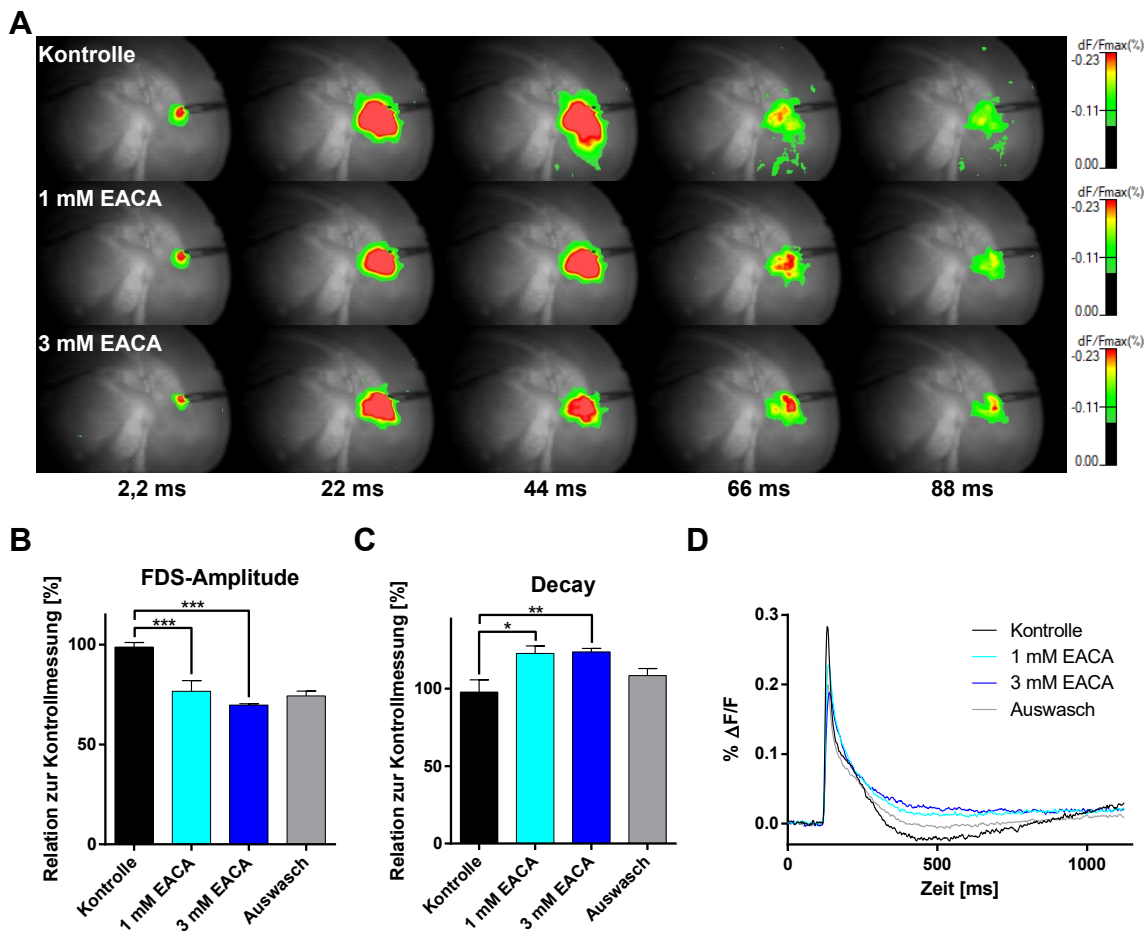 A
Kontrolle
dF/Fmax(%)
-0.23
-0.11
0.00
1 mM EACA
dF/Fmax(%)
-0.23
-0.11
0.00
3 mM EACA
dF/Fmax(%)
-0.23
-0.11
0.00
2,2 ms 22 ms 44 ms 66 ms 88 ms
B
FDS-Amplitude
Relation zur Kontrollmessung [%]
***
***
100
50
0
Kontrolle
1 mM EACA
3 mM EACA
Auswasch
C
Decay
Relation zur Kontrollmessung [%]
**
*
100
50
0
Kontrolle
1 mM EACA
3 mM EACA
Auswasch
D
% ΔF/F
0.3
0.2
0.1
0.0
Kontrolle
1 mM EACA
3 mM EACA
Auswasch
0 500 1000
Zeit [ms]